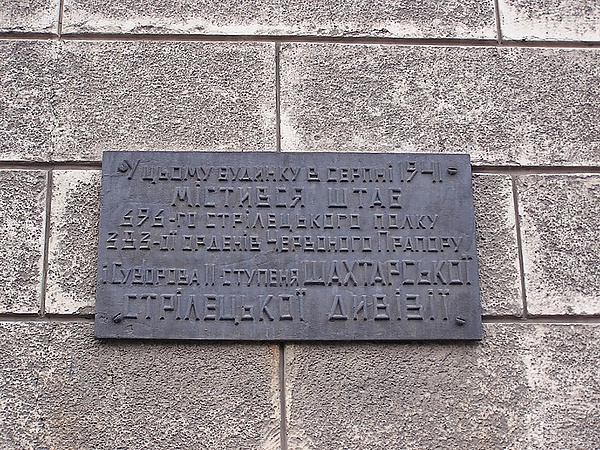 У ЦЬОМУ БУДИНКУ В СЕРПНІ 1941
МІСТИВСЯ ШТАБ
696-ГО СТРІЛЕЦЬКОГО ПОЛКУ
383-ОЇ ОРДЕНІВ ЧЕРВОНОГО ПРАПОРУ
І СУВОРОВА II-СТУПЕНЯ ШАХТАРСЬКОЇ
СТРІЛЕЦЬКОЇ ДИВІЗІЇ